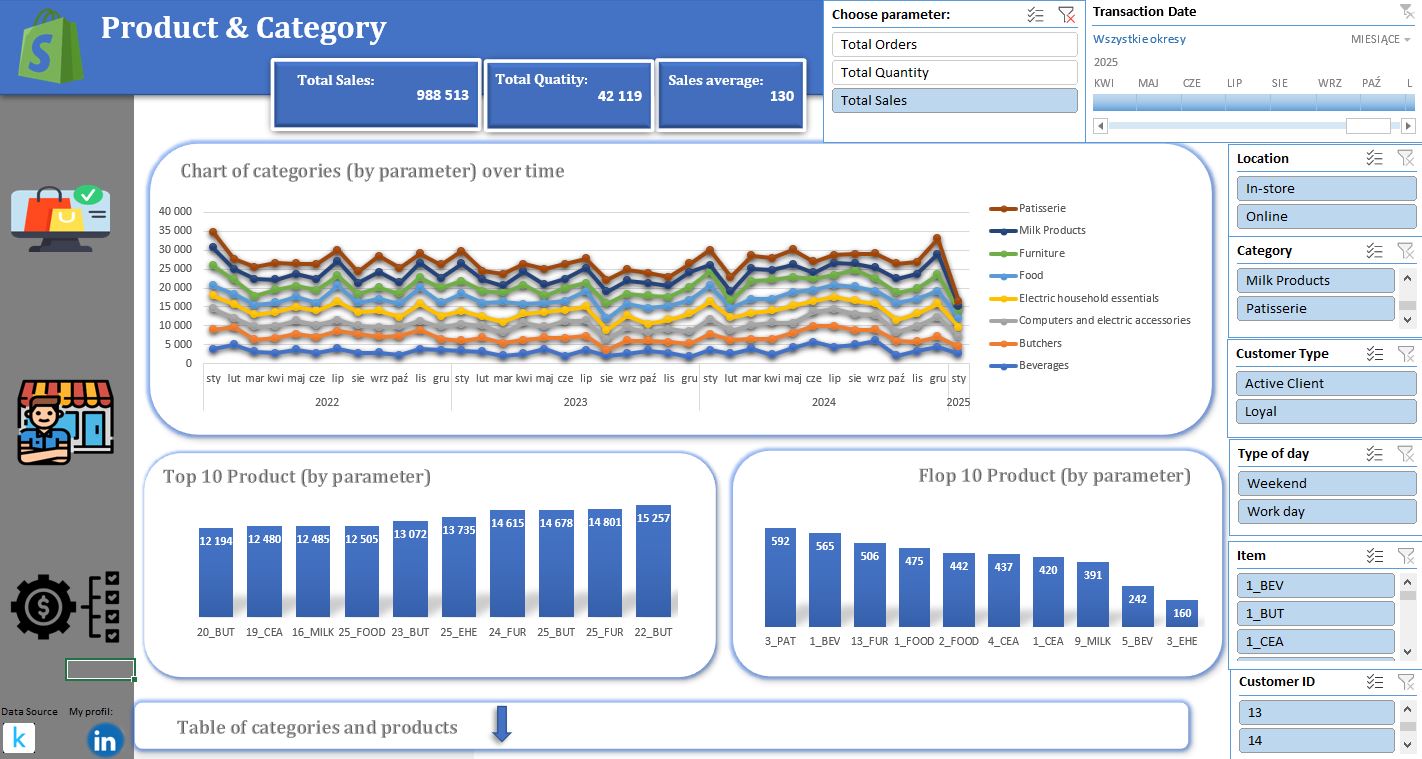 Product & Category
Total Sales:
988 513
Total Quatity:
42 119
Sales average:
130
Choose parameter:
Total Orders
Total Quantity
Total Sales
Transaction Date
Wszystkie okresy
MIESIĄCE
2025
KWI MAJ CZE LIP SIE WRZ PAŹ L
Chart of categories (by parameter) over time
40 000
35 000
30 000
25 000
20 000
15 000
10 000
5 000
0
sty lut mar kwi maj cze lip sie wrz paź lis gru sty lut mar kwi maj cze lip sie wrz paź lis gru sty lut mar kwi maj cze lip sie wrz paź lis gru sty
2022 2023 2024 2025
Patisserie
Milk Products
Furniture
Food
Electric household essentials
Computers and electric accessories
Butchers
Beverages
Top 10 Product (by parameter)
12 194 12 480 12 485 12 505 13 072 13 735 14 615 14 678 14 801 15 257
20_BUT 19_CEA 16_MILK 25_FOOD 23_BUT 25_EHE 24_FUR 25_BUT 25_FUR 22_BUT
Flop 10 Product (by parameter)
592 565 506 475 442 437 420 391 242 160
3_PAT 1_BEV 13_FUR 1_FOOD 2_FOOD 4_CEA 1_CEA 9_MILK 5_BEV 3_EHE
Location
In-store
Online
Category
Milk Products
Patisserie
Customer Type
Active Client
Loyal
Type of day
Weekend
Work day
Item
1_BEV
1_BUT
1_CEA
Customer ID
13
14
Data Source My profil:
k in
Table of categories and products